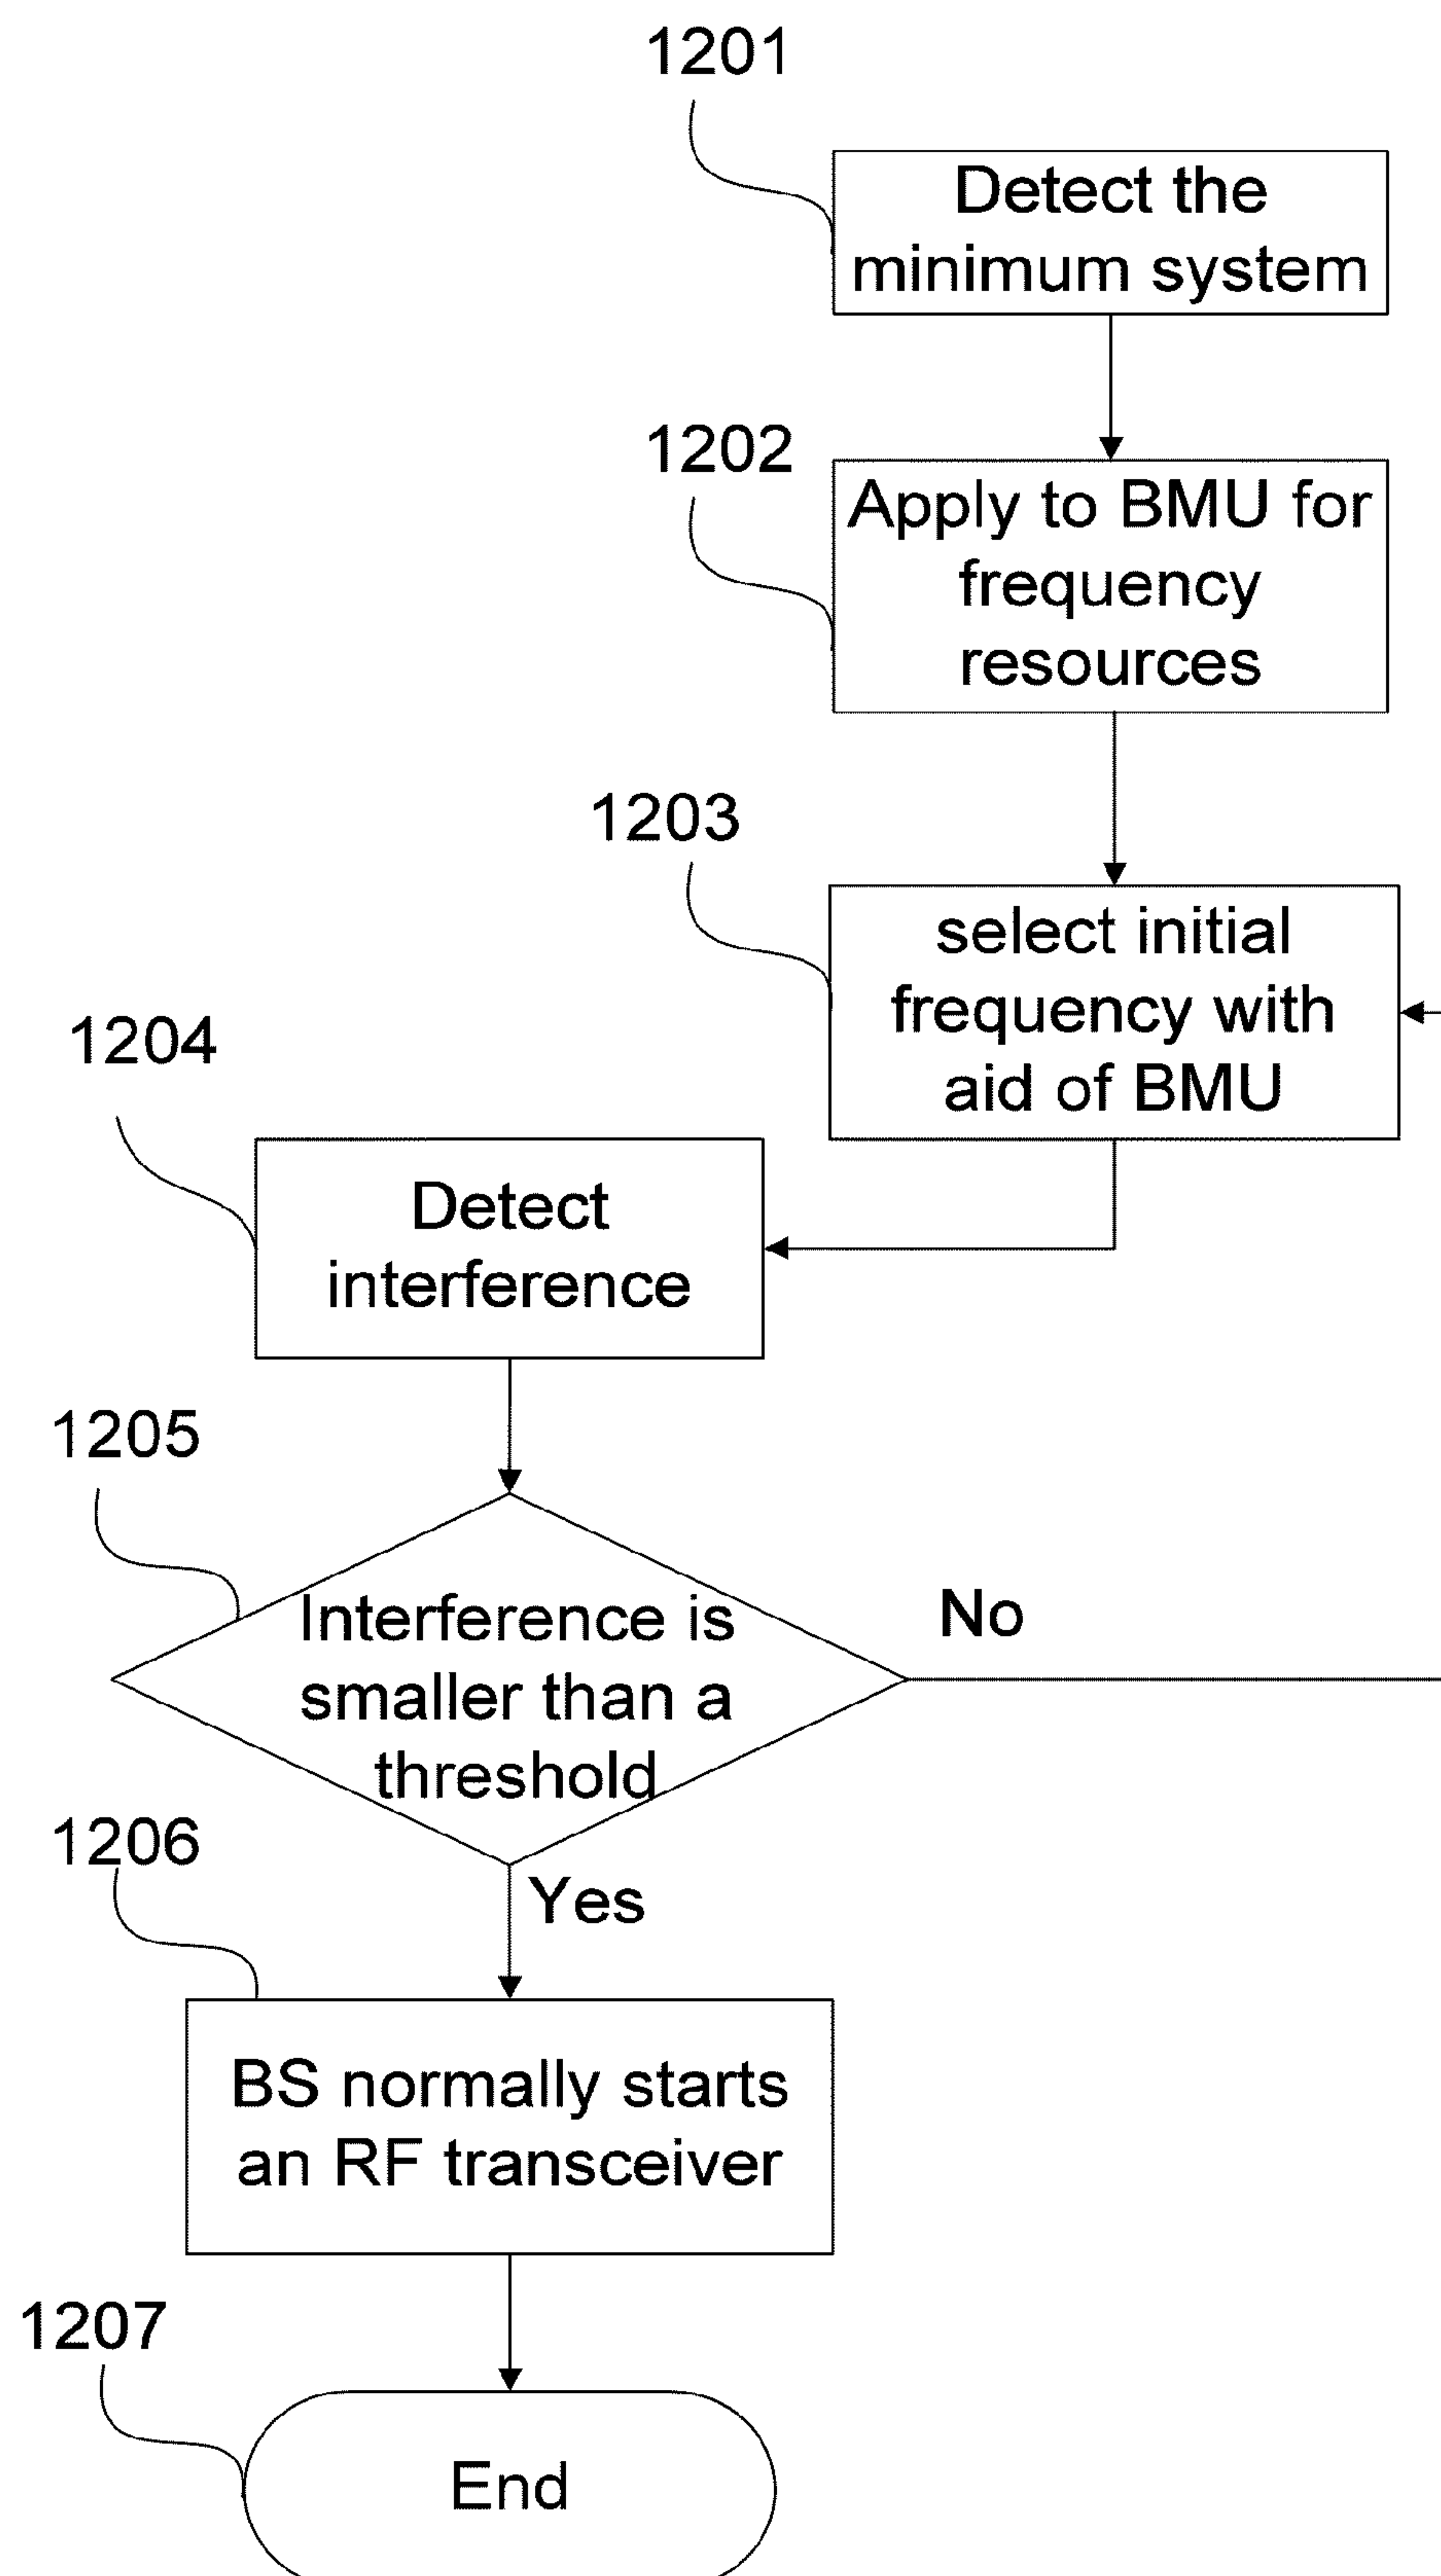 1201
Detect the
minimum system
1202
Apply to BMU for
frequency
resources
1203
select initial
frequency with
aid of BMU
1204
Detect
interference
1205
Interference is
smaller than a
threshold
No
1206
Yes
BS normally starts
an RF transceiver
1207
End